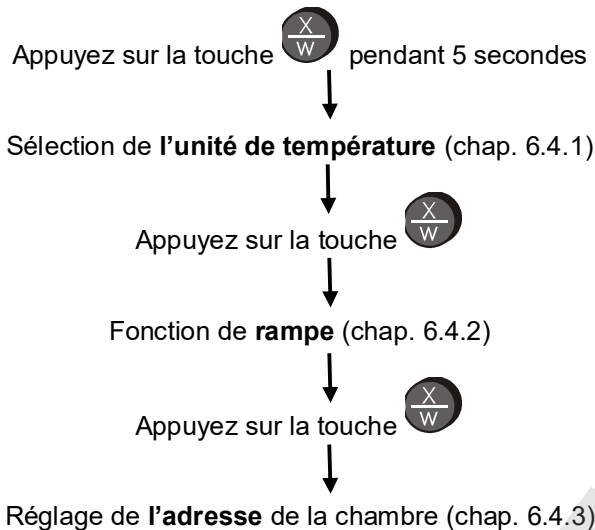 Appuyez sur la touche X/W pendant 5 secondes
Sélection de l'unité de température (chap. 6.4.1)
Appuyez sur la touche X/W
Fonction de rampe (chap. 6.4.2)
Appuyez sur la touche X/W
Réglage de l'adresse de la chambre (chap. 6.4.3)